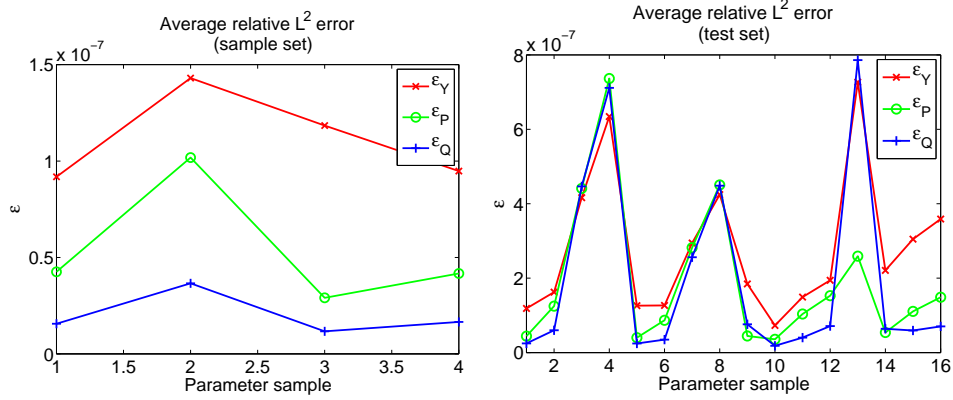 Average relative L² error
(sample set)
x 10⁻⁷
1.5
1
0.5
0
ε
ε_Y
ε_P
ε_Q
1 1.5 2 2.5 3 3.5 4
Parameter sample
Average relative L² error
(test set)
x 10⁻⁷
8
6
4
2
0
ε
ε_Y
ε_P
ε_Q
2 4 6 8 10 12 14 16
Parameter sample